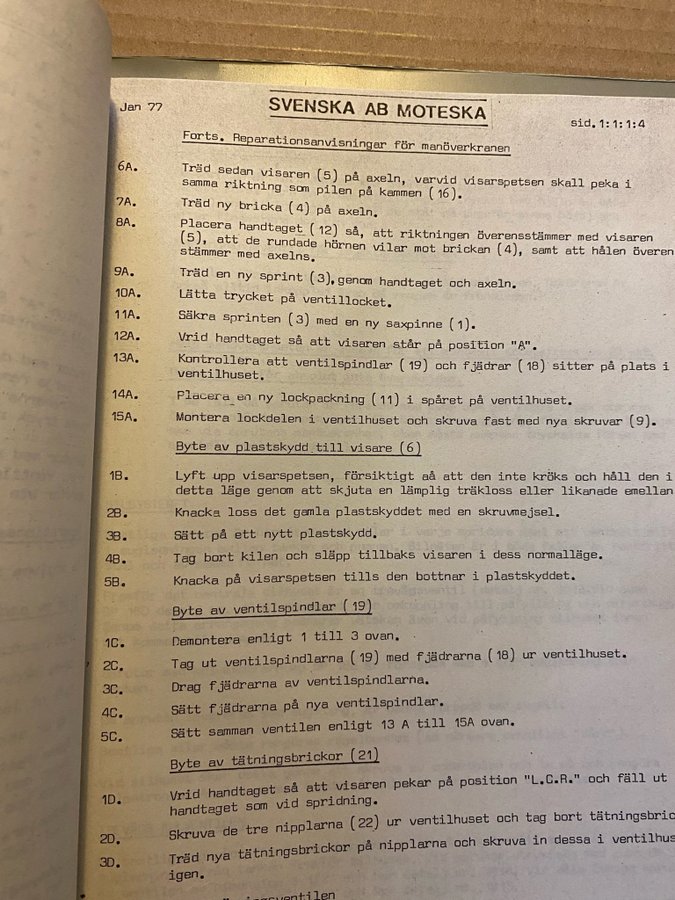 Jan 77
SVENSKA AB MOTESKA
sid.1:1:1:4
Forts. Reparationsanvisningar för manöverkranen
6A. Träd sedan visaren (5) på axeln, varvid visarspetsen skall peka i
samma riktning som pilen på kammen (16).
7A. Träd ny bricka (4) på axeln.
8A. Placera handtaget (12) så, att riktningen överensstämmer med visaren
(5), att de rundade hörnen vilar mot brickan (4), samt att hålen överen
stämmer med axelns.
9A. Träd en ny sprint (3), genom handtaget och axeln.
10A. Lätta trycket på ventillocket.
11A. Säkra sprinten (3) med en ny saxpinne (1).
12A. Vrid handtaget så att visaren står på position "A".
13A. Kontrollera att ventilspindlar (19) och fjädrar (18) sitter på plats i
ventilhuset.
14A. Placera en ny lockpackning (11) i spåret på ventilhuset.
15A. Montera lockdelen i ventilhuset och skruva fast med nya skruvar (9).
Byte av plastskydd till visare (6)
1B. Lyft upp visarspetsen, försiktigt aå att den inte kröks och håll den i
detta läge genom att skjuta en lämplig träkloss eller likanade emellan
2B. Knacka loss det gamla plastskyddet med en skruvmejsel.
3B. Sätt på ett nytt plastskydd.
4B. Tag bort kilen och släpp tillbaks visaren i dess normalläge.
5B. Knacka på visarspetsen tills den bottnar i plastskyddet.
Byte av ventilspindlar (19)
1C. Demontera enligt 1 till 3 ovan.
2C. Tag ut ventilspindlarna (19) med fjädrarna (18) ur ventilhuset.
3C. Drag fjädrarna av ventilspindlarna.
4C. Sätt fjädrarna på nya ventilspindlar.
5C. Sätt samman ventilen enligt 13 A till 15A ovan.
Byte av tätningsbrickor (21)
1D. Vrid handtaget så att visaren pekar på position "L.C.R." och fäll ut
handtaget som vid spridning.
2D. Skruva de tre nipplarna (22) ur ventilhuset och tag bort tätningsbric
3D. Träd nya tätningsbrickor på nipplarna och skruva in dessa i ventilhus
igen.